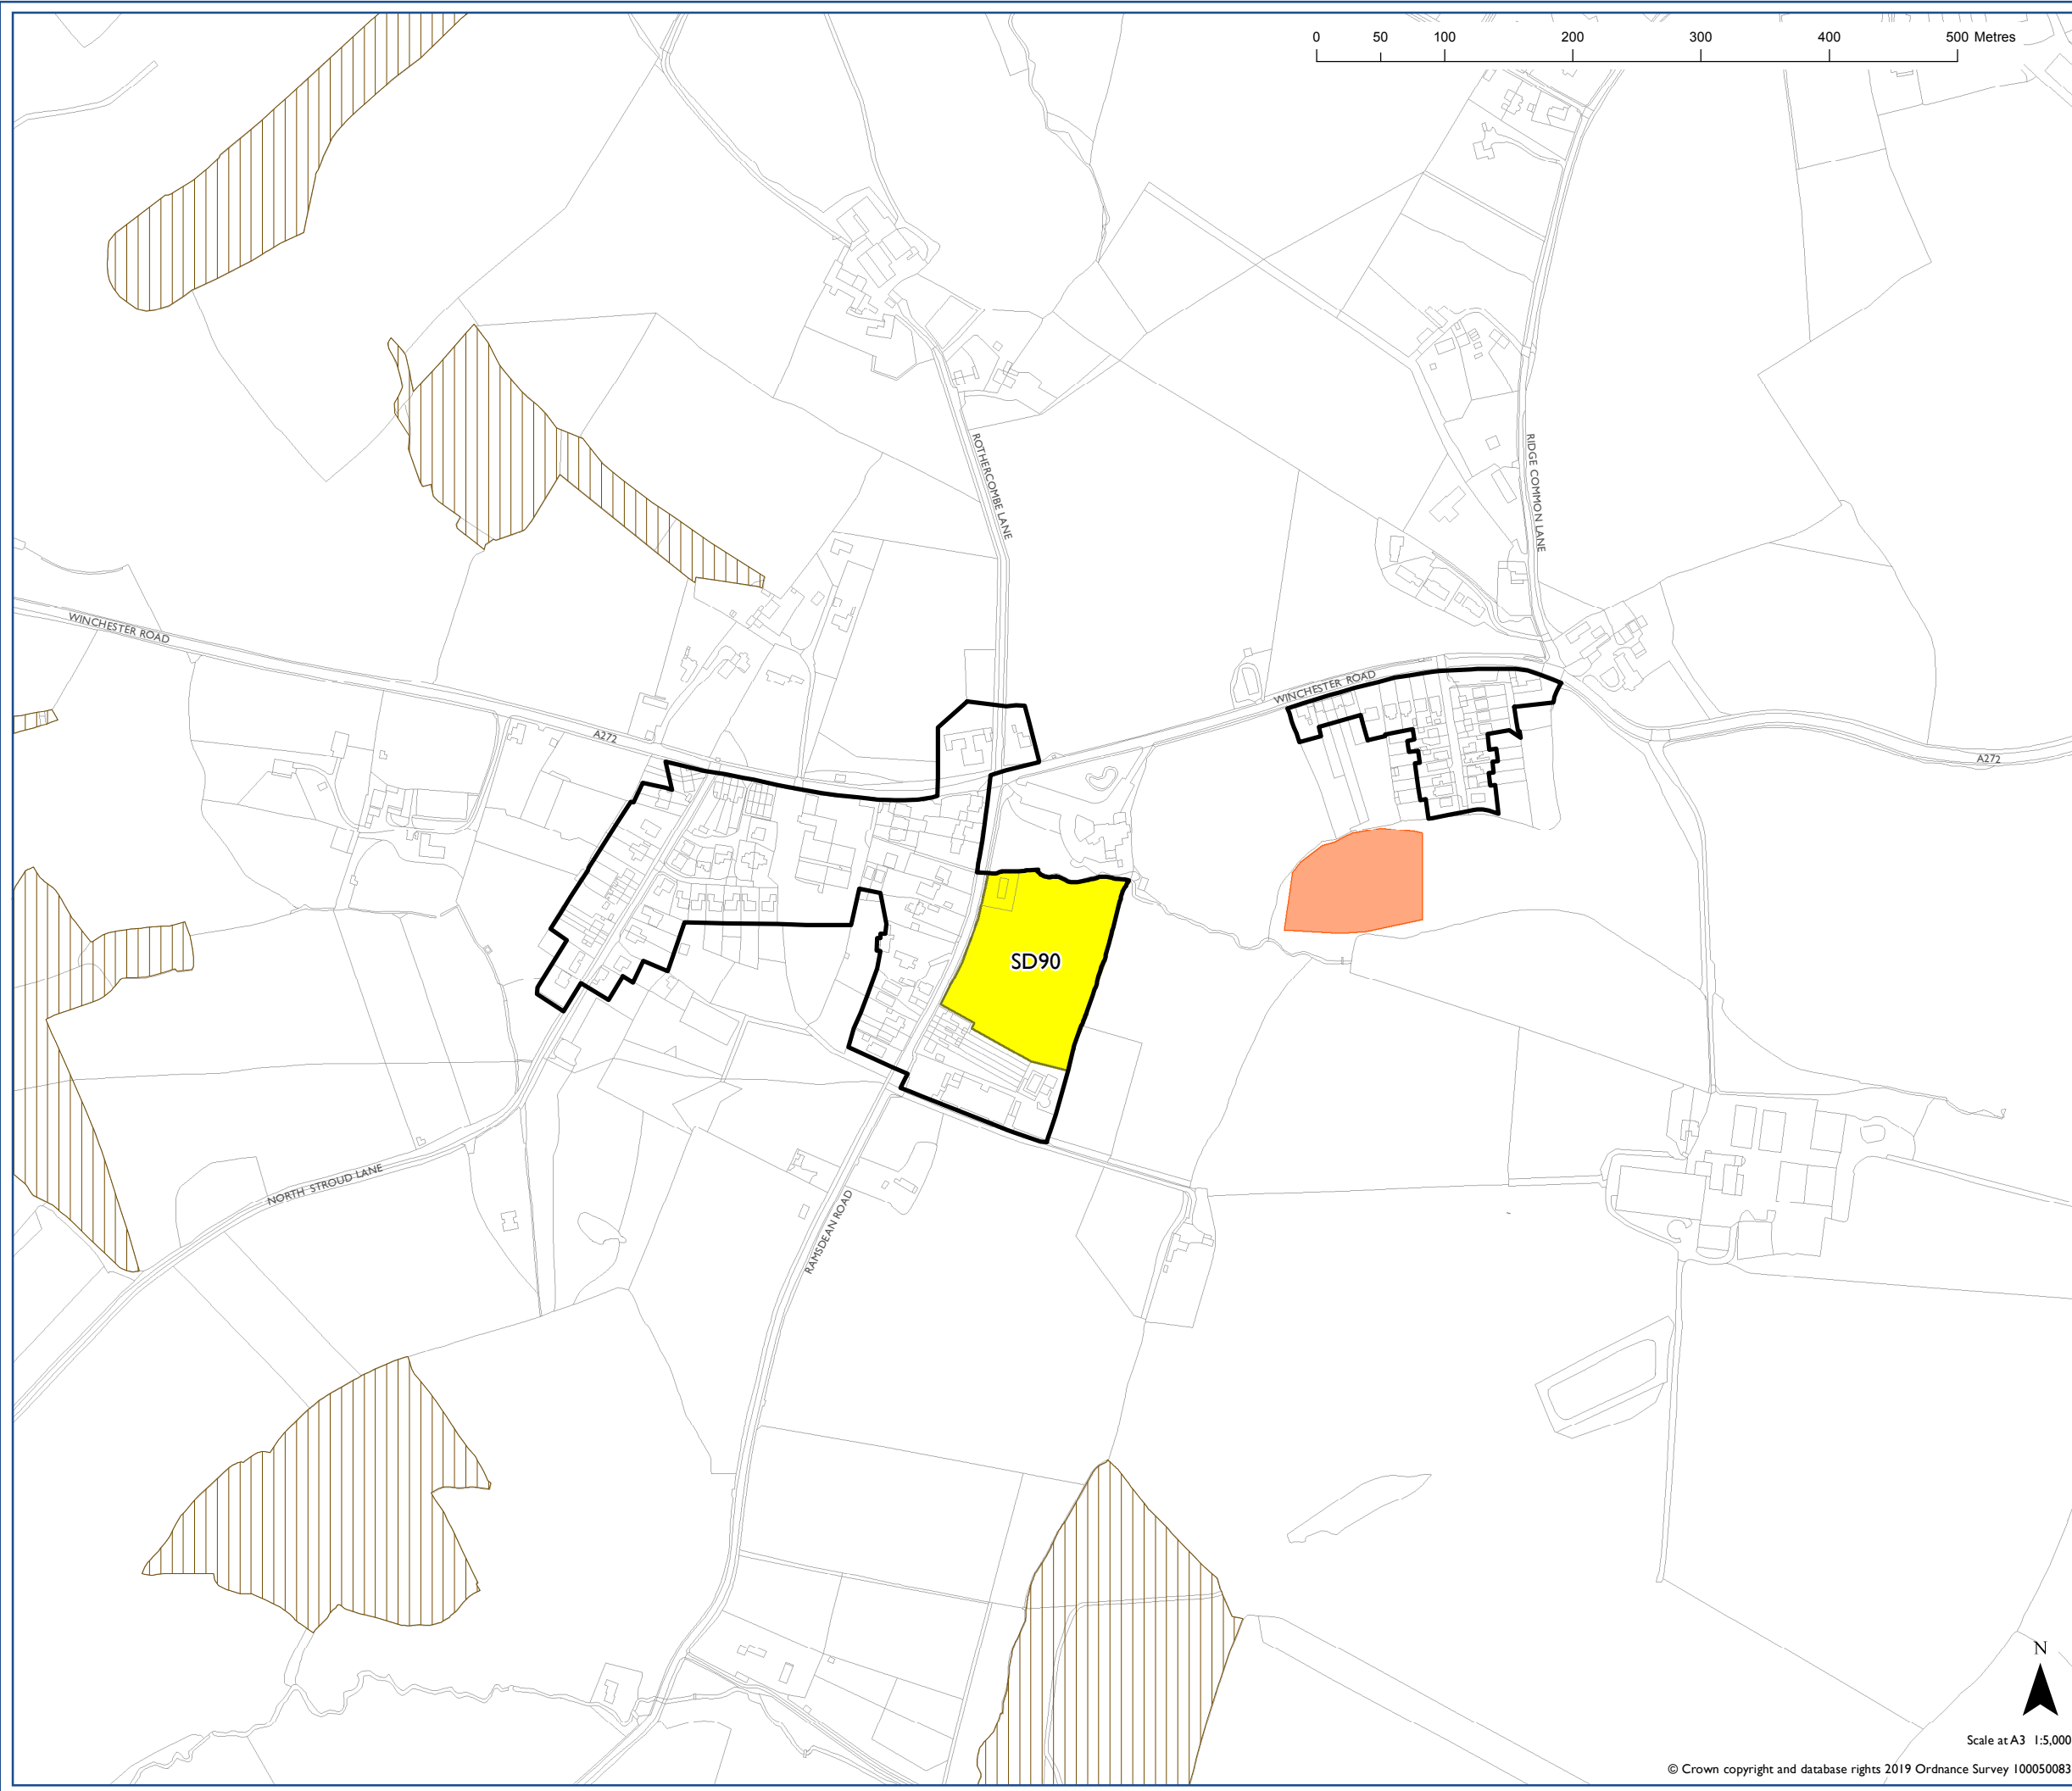 0 50 100 200 300 400 500 Metres
ROTHERCOMBE LANE
RIDGE COMMON LANE
WINCHESTER ROAD
WINCHESTER ROAD
A272
A272
SD90
NORTH STROUD LANE
RAMSDEAN ROAD
N
Scale at A3 1:5,000
© Crown copyright and database rights 2019 Ordnance Survey 100050083